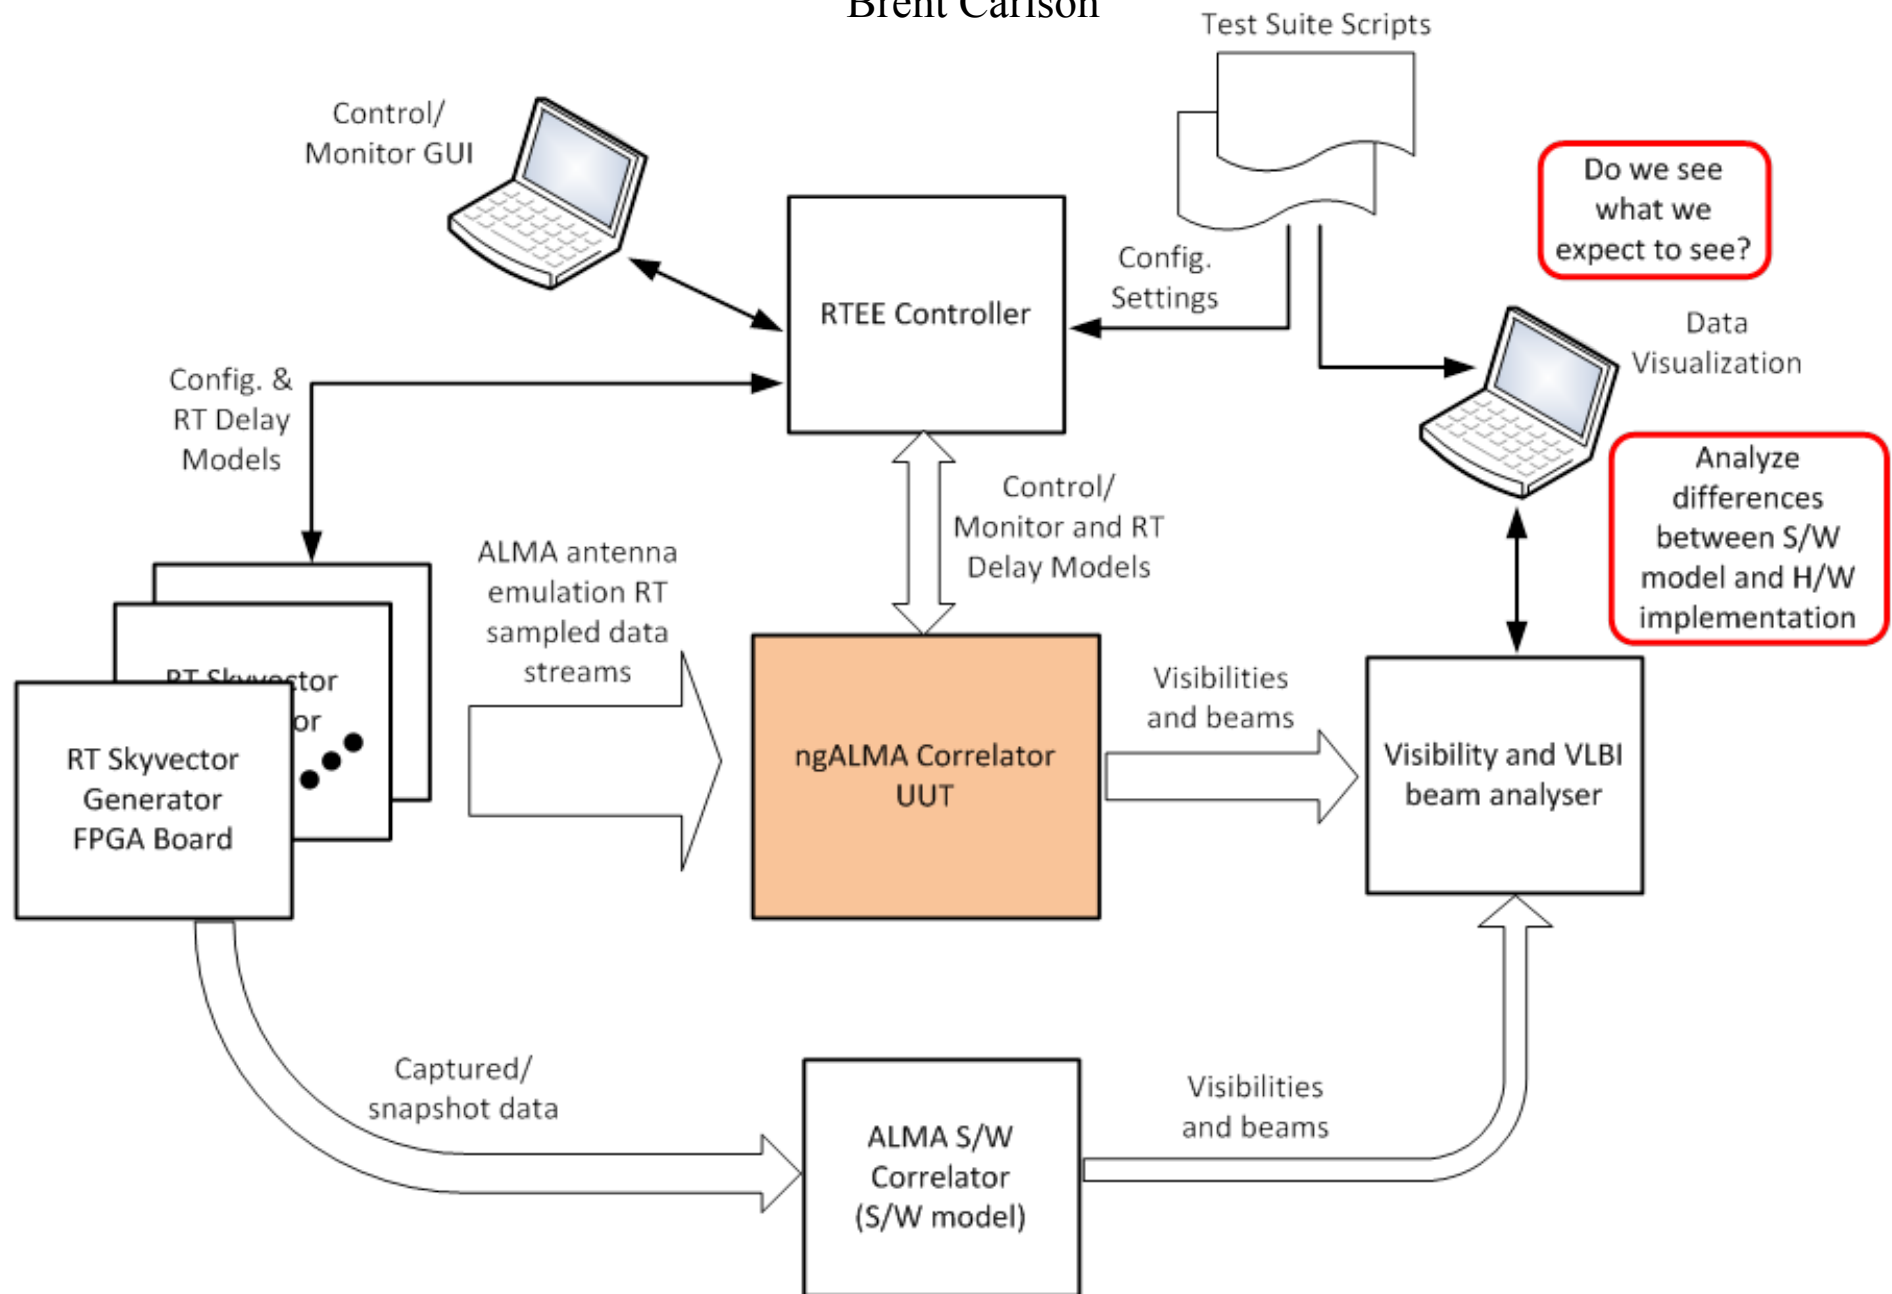 Brent Carlson
Test Suite Scripts
Control/
Monitor GUI
Do we see
what we
expect to see?
Config.
Settings
RTEE Controller
Data
Visualization
Config. &
RT Delay
Models
Analyze
differences
between S/W
model and H/W
implementation
Control/
Monitor and RT
Delay Models
ALMA antenna
emulation RT
sampled data
streams
RT Skyvector
or
RT Skyvector
Generator
FPGA Board
ngALMA Correlator
UUT
Visibilities
and beams
Visibility and VLBI
beam analyser
Captured/
snapshot data
ALMA S/W
Correlator
(S/W model)
Visibilities
and beams